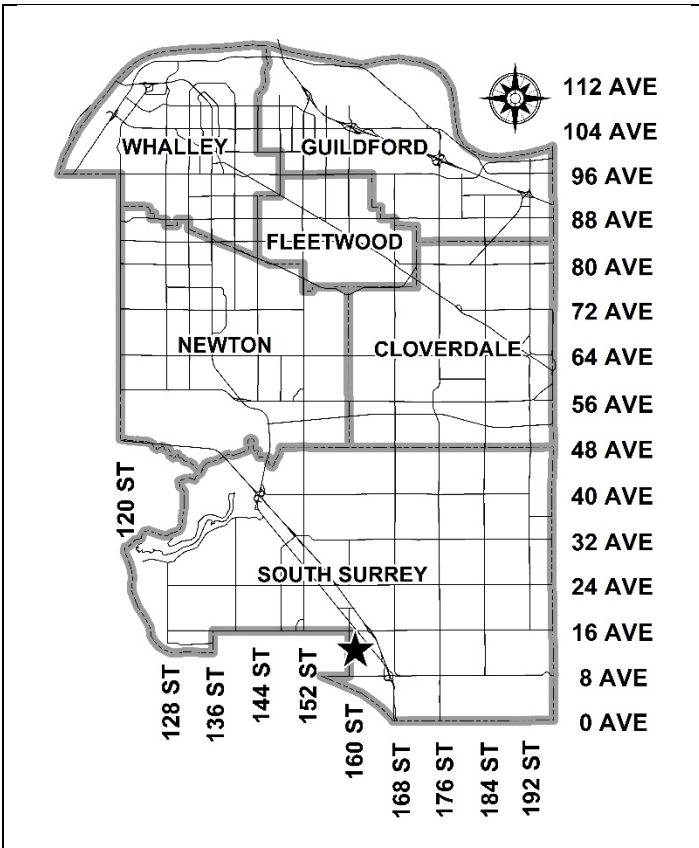 112 AVE
104 AVE
WHALLEY
GUILDFORD
96 AVE
88 AVE
FLEETWOOD
80 AVE
72 AVE
NEWTON
CLOVERDALE
64 AVE
56 AVE
48 AVE
120 ST
40 AVE
32 AVE
SOUTH SURREY
24 AVE
16 AVE
128 ST
136 ST
144 ST
152 ST
8 AVE
160 ST
0 AVE
168 ST
176 ST
184 ST
192 ST